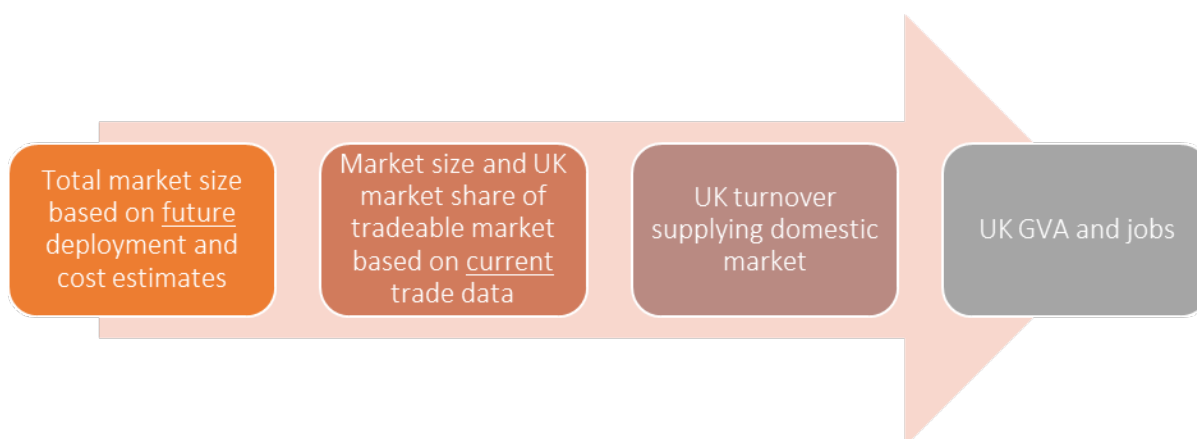 Total market size
based on future
deployment and
cost estimates
Market size and UK
market share of
tradeable market
based on current
trade data
UK turnover
supplying domestic
market
UK GVA and jobs